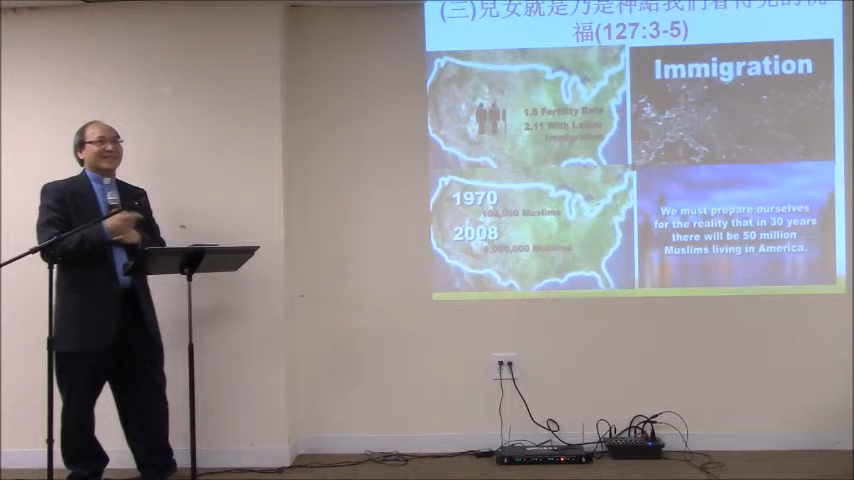 (三)兒女就是乃是神給我們看得見的祝
福(127:3-5)
1.6 Fertility Rate
2.11 With Latino
Immigration
Immigration
1970
100,000 Muslims
2008
9,000,000 Muslims
We must prepare ourselves
for the reality that in 30 years
there will be 50 million
Muslims living in America.